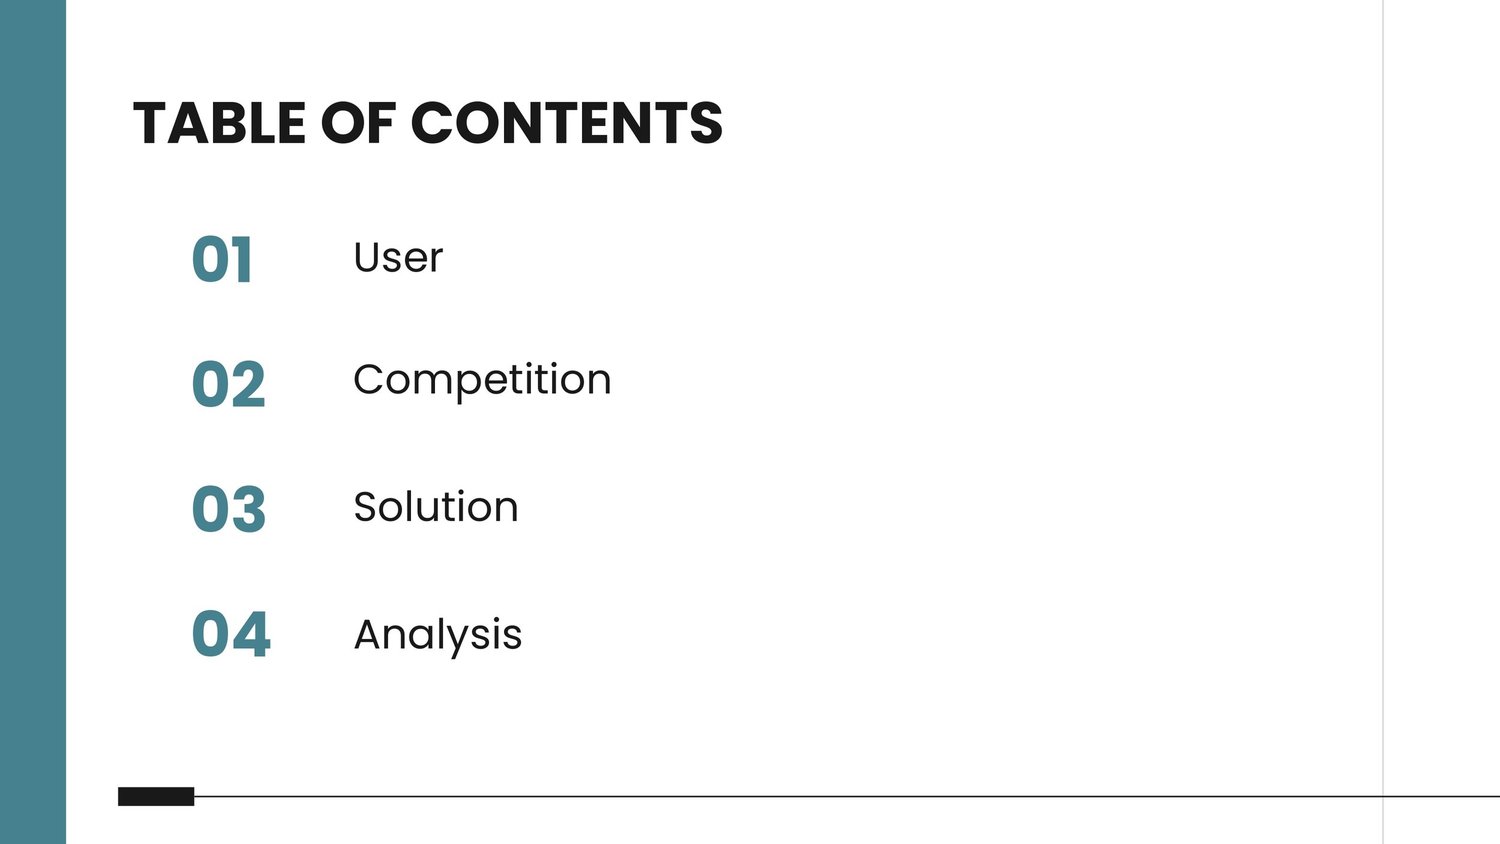 TABLE OF CONTENTS
01 User
02 Competition
03 Solution
04 Analysis